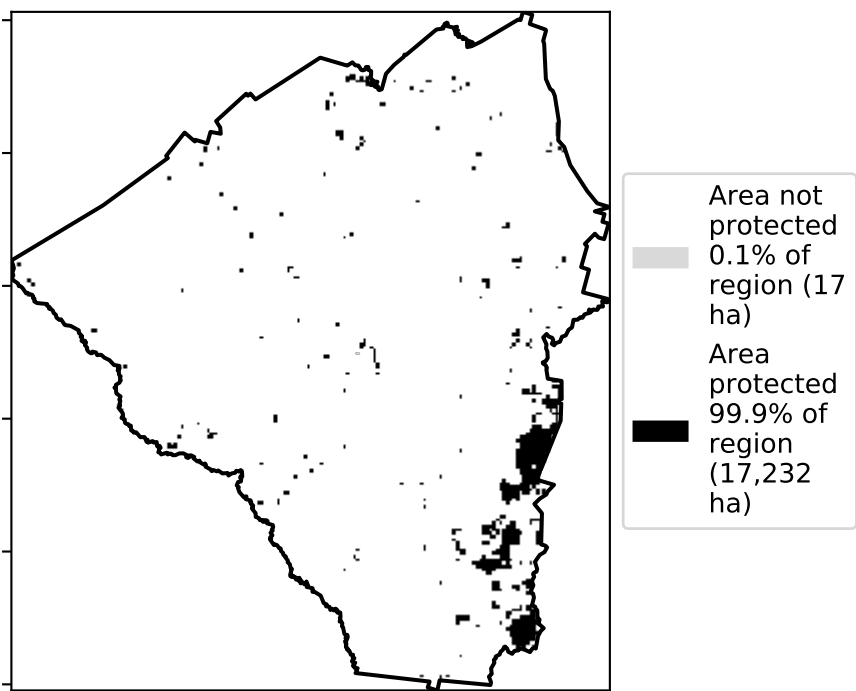 Area not
protected
0.1% of
region (17
ha)
Area
protected
99.9% of
region
(17,232
ha)